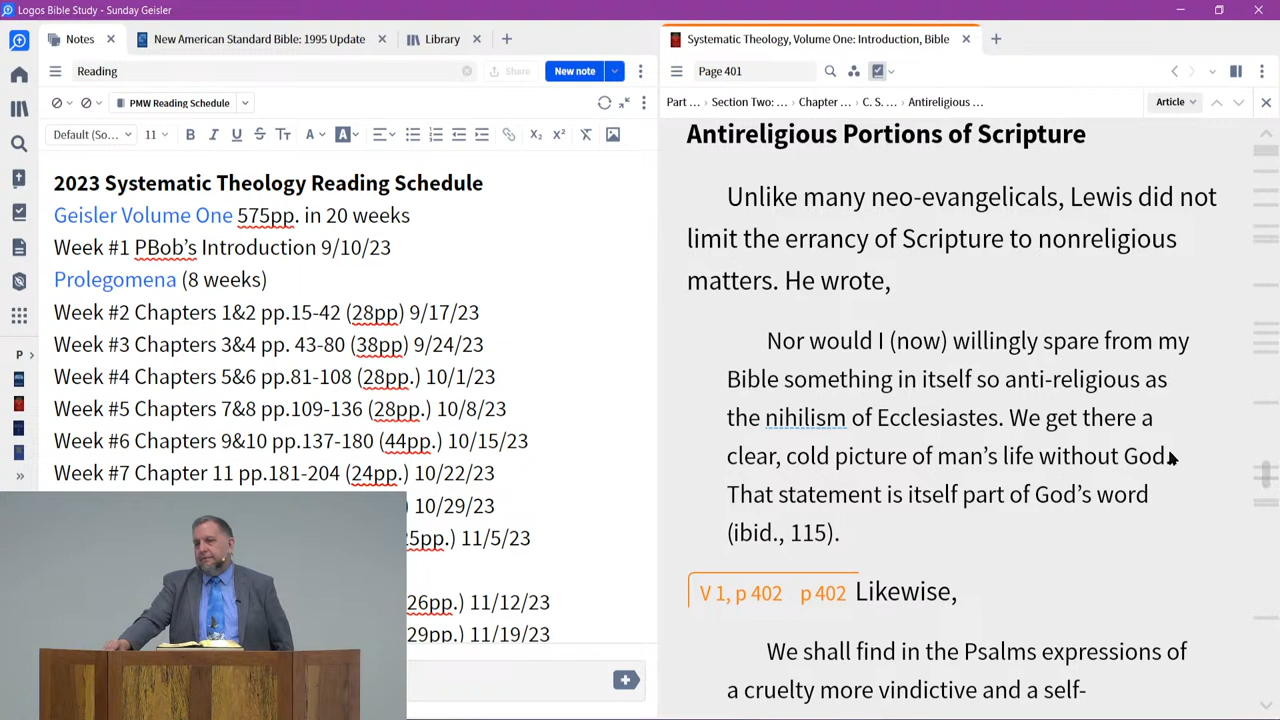 Logos Bible Study - Sunday Geisler
Notes
New American Standard Bible: 1995 Update
Library
Systematic Theology, Volume One: Introduction, Bible
Reading
Share
New note
Page 401
PMW Reading Schedule
Part ... > Section Two: ... > Chapter ... > C. S. ... > Antireligious ...
Article
Default (So...
11
B I U S TT A A X₂ X²
2023 Systematic Theology Reading Schedule
Geisler Volume One 575pp. in 20 weeks
Week #1 PBob’s Introduction 9/10/23
Prolegomena (8 weeks)
Week #2 Chapters 1&2 pp.15-42 (28pp) 9/17/23
Week #3 Chapters 3&4 pp. 43-80 (38pp) 9/24/23
Week #4 Chapters 5&6 pp.81-108 (28pp.) 10/1/23
Week #5 Chapters 7&8 pp.109-136 (28pp.) 10/8/23
Week #6 Chapters 9&10 pp.137-180 (44pp.) 10/15/23
Week #7 Chapter 11 pp.181-204 (24pp.) 10/22/23
) 10/29/23
5pp.) 11/5/23
26pp.) 11/12/23
29pp.) 11/19/23
P
Antireligious Portions of Scripture
Unlike many neo-evangelicals, Lewis did not
limit the errancy of Scripture to nonreligious
matters. He wrote,
Nor would I (now) willingly spare from my
Bible something in itself so anti-religious as
the nihilism of Ecclesiastes. We get there a
clear, cold picture of man’s life without God.
That statement is itself part of God’s word
(ibid., 115).
V 1, p 402 p 402 Likewise,
We shall find in the Psalms expressions of
a cruelty more vindictive and a self-